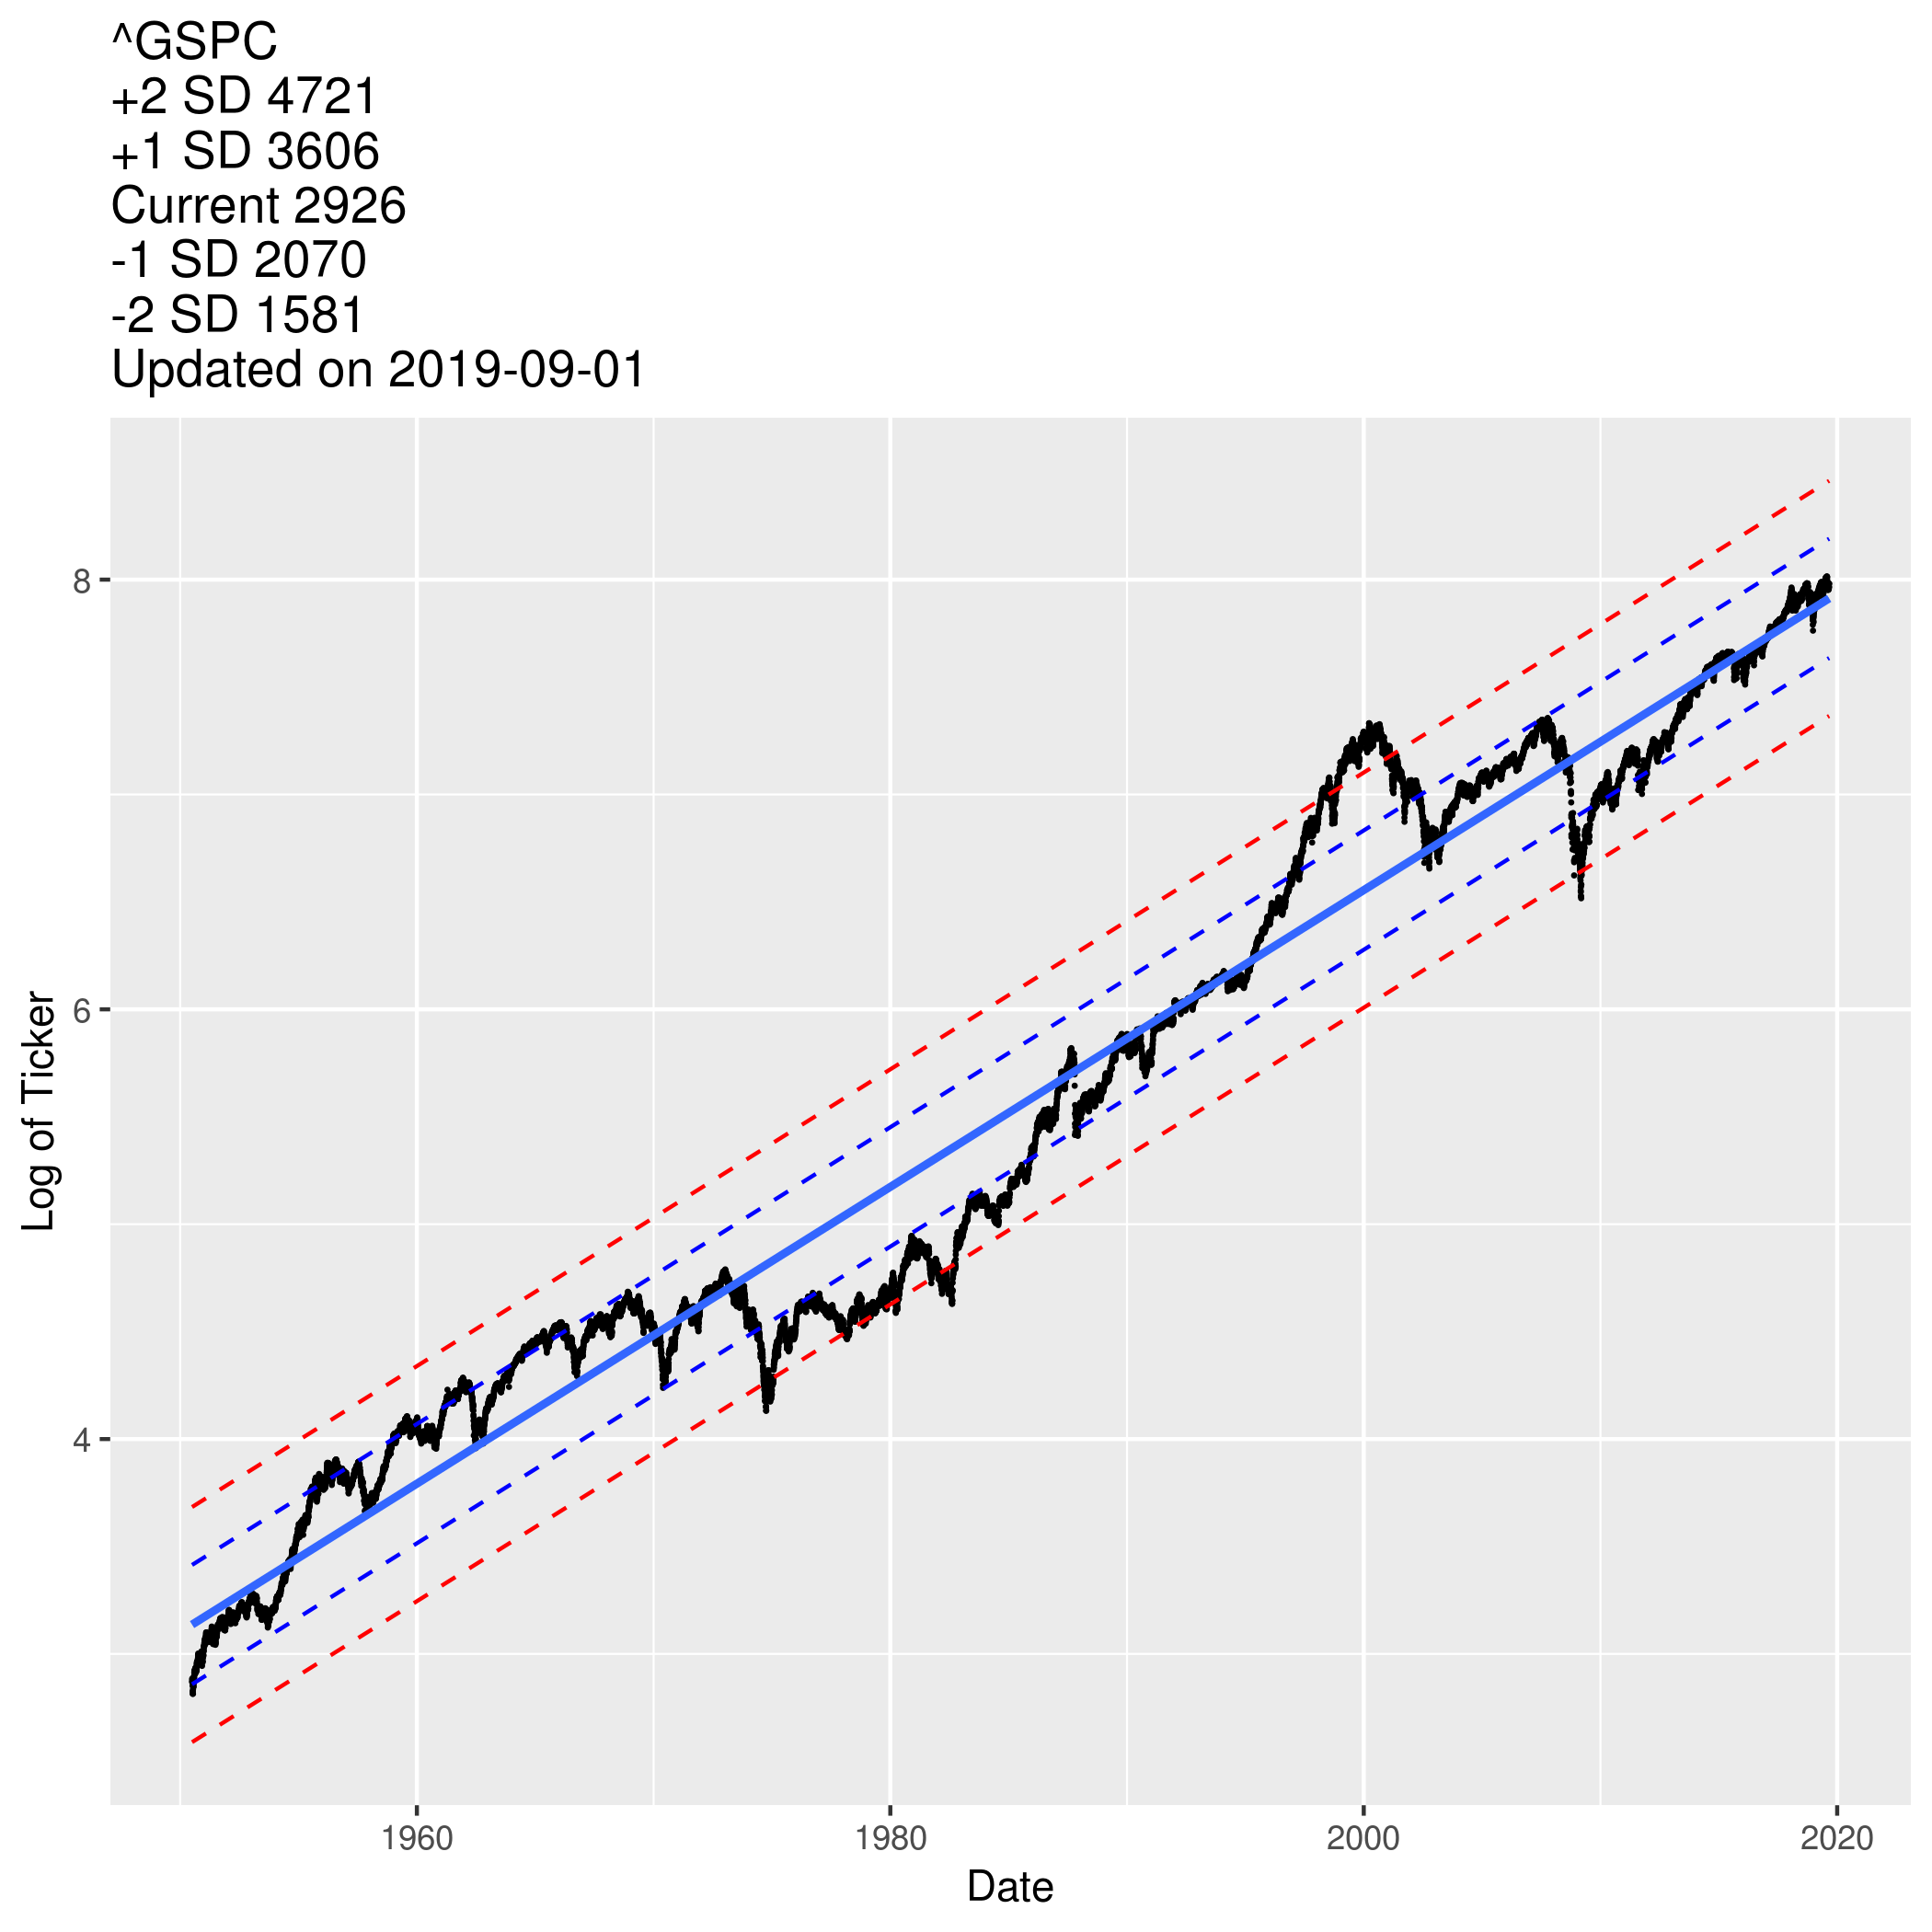 ^GSPC
+2 SD 4721
+1 SD 3606
Current 2926
-1 SD 2070
-2 SD 1581
Updated on 2019-09-01
8
6
4
Log of Ticker
1960
1980
2000
2020
Date